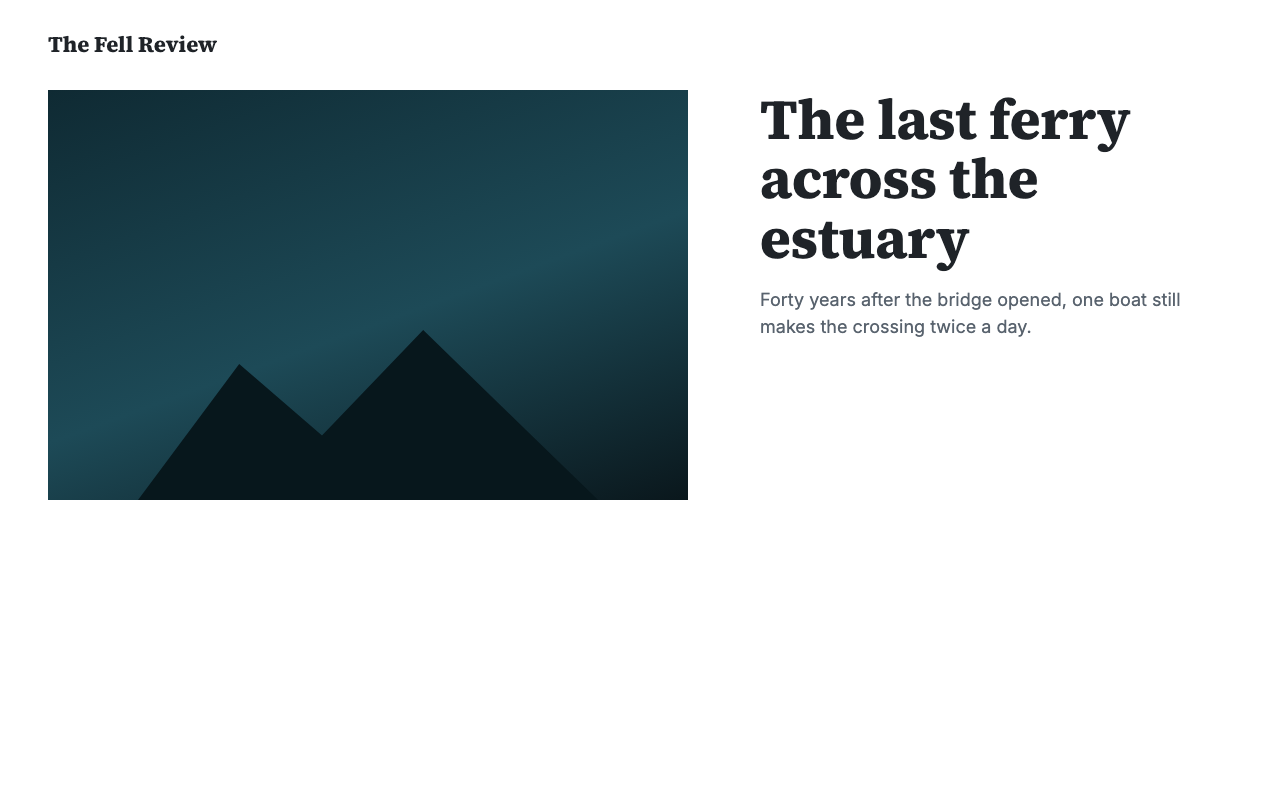 The Fell Review
The last ferry
across the
estuary
Forty years after the bridge opened, one boat still
makes the crossing twice a day.